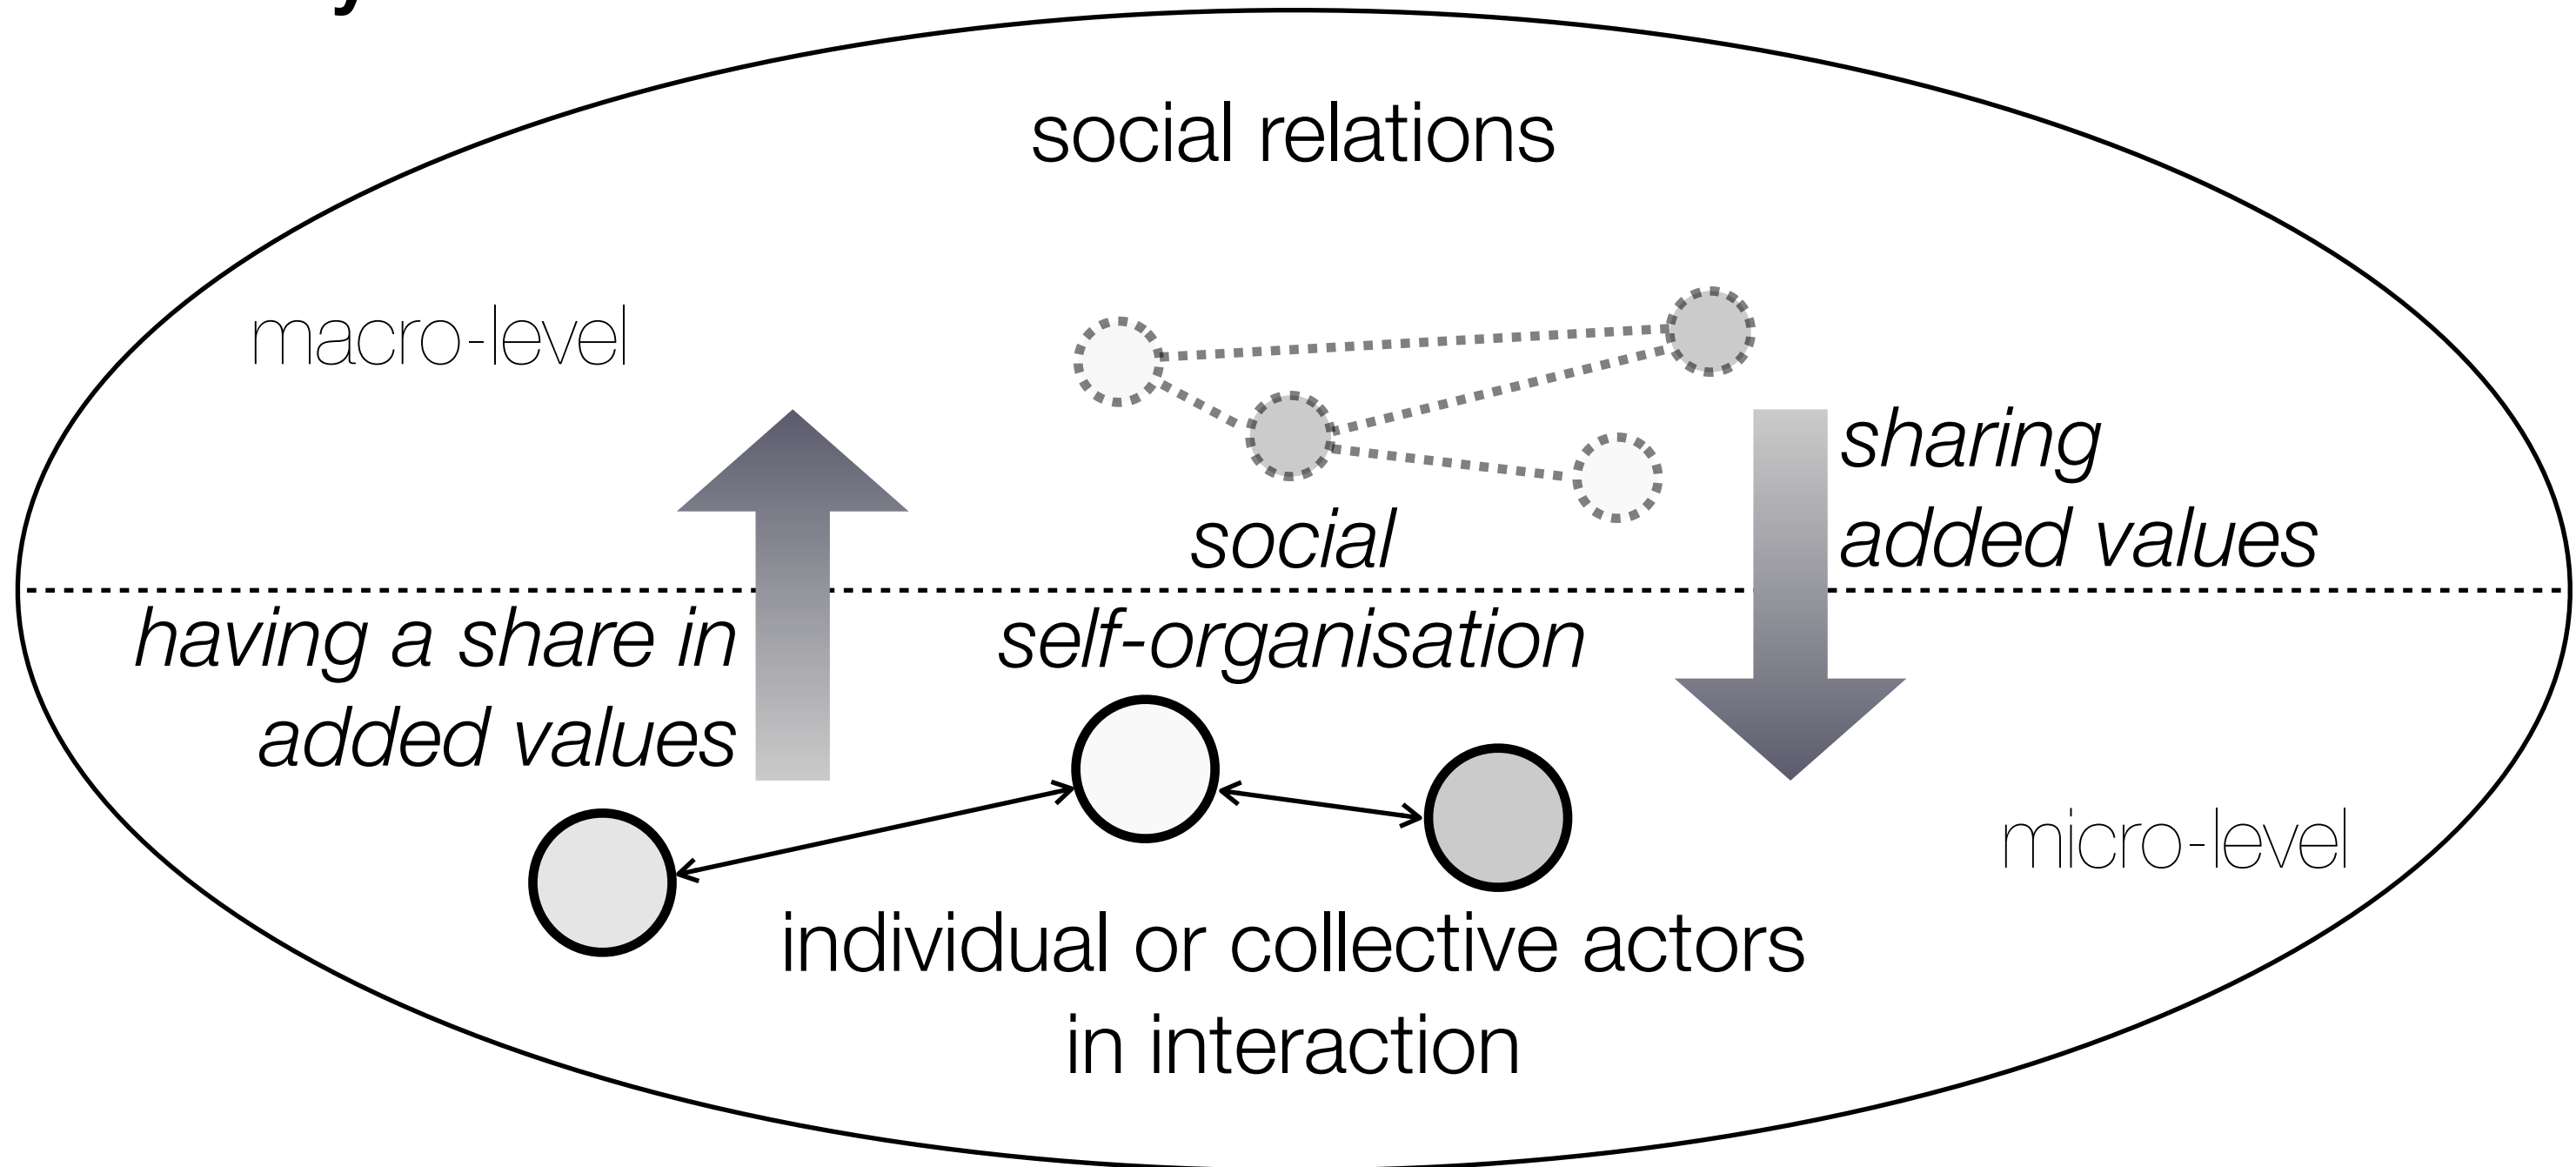 social relations
macro-level
sharing
added values
social
having a share in
added values
self-organisation
micro-level
individual or collective actors
in interaction